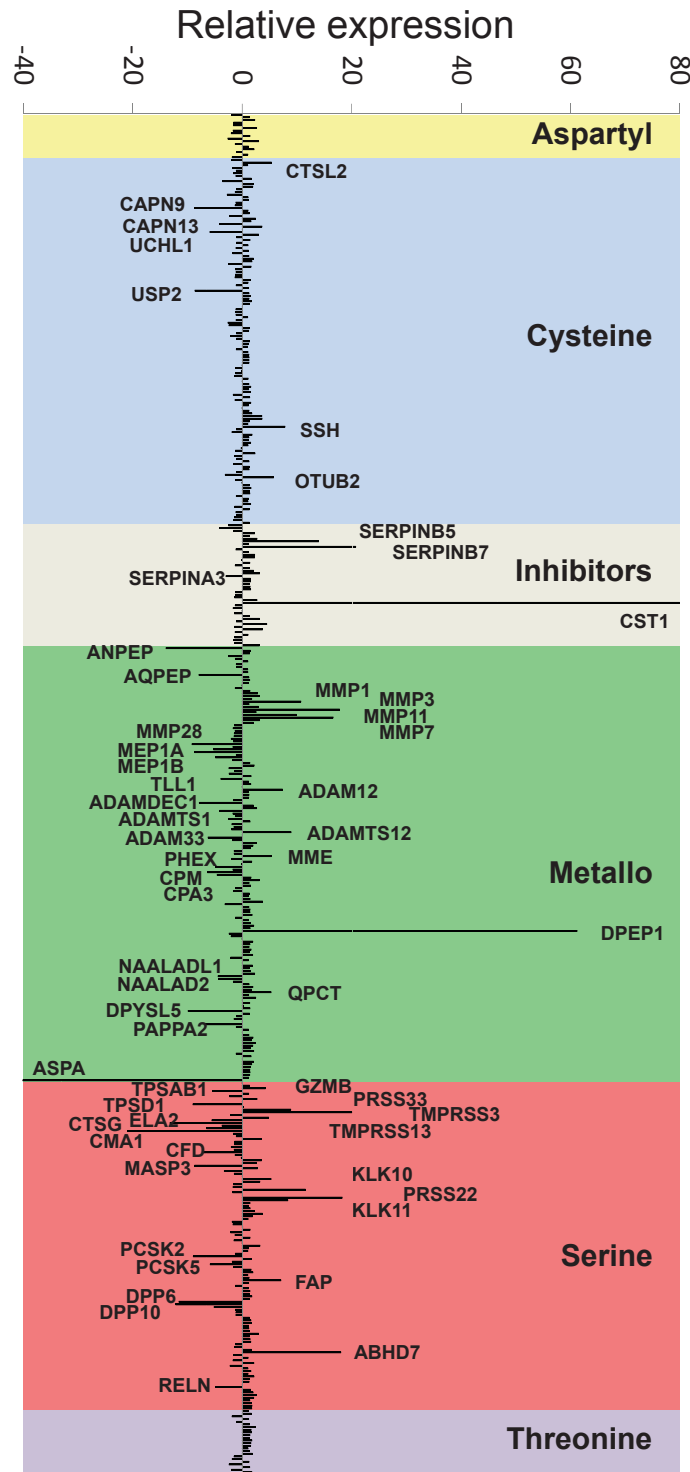 Relative expression
-40 -20 0 20 40 60 80
Aspartyl
CTSL2
CAPN9
CAPN13
UCHL1
USP2
Cysteine
SSH
OTUB2
SERPINB5
SERPINB7
Inhibitors
SERPINA3
CST1
ANPEP
AQPEP
MMP1
MMP3
MMP11
MMP28
MMP7
MEP1A
MEP1B
TLL1
ADAM12
ADAMDEC1
ADAMTS1
ADAMTS12
ADAM33
PHEX
MME
CPM
Metallo
CPA3
DPEP1
NAALADL1
NAALAD2
QPCT
DPYSL5
PAPPA2
ASPA
TPSAB1
GZMB
TPSD1
PRSS33
TMPRSS3
CTSG
ELA2
TMPRSS13
CMA1
CFD
MASP3
KLK10
PRSS22
KLK11
PCSK2
Serine
PCSK5
FAP
DPP6
DPP10
ABHD7
RELN
Threonine